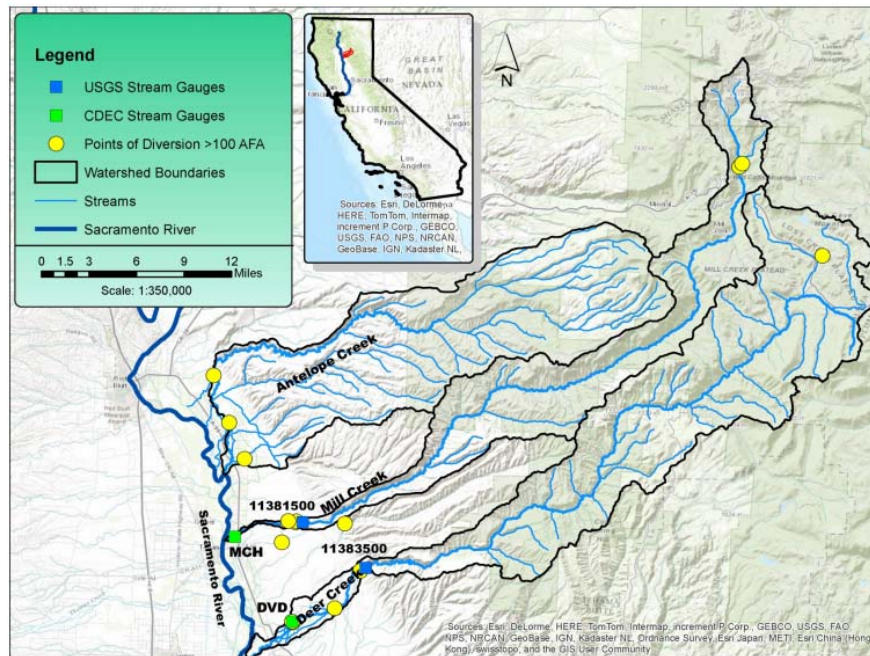 Legend
USGS Stream Gauges
CDEC Stream Gauges
Points of Diversion >100 AFA
Watershed Boundaries
Streams
Sacramento River
0 1.5 3 6 9 12
Miles
Scale: 1:350,000
GREAT
BASIN
NEVADA
Sacramento
CALIFORNIA
Fresno
Las
Vegas
Los
Angeles
Sources: Esri, DeLorme,
HERE, TomTom, Intermap,
increment P Corp., GEBCO,
USGS, FAO, NPS, NRCAN,
GeoBase, IGN, Kadaster NL,
N
Antelope Creek
Mill Creek
11381500
MCH
Sacramento River
11383500
DVD
Deer Creek
Sources: Esri, DeLorme, HERE, TomTom, Intermap, increment P Corp., GEBCO, USGS, FAO,
NPS, NRCAN, GeoBase, IGN, Kadaster NL, Ordnance Survey, Esri Japan, METI, Esri China (Hong
Kong), swisstopo, and the GIS User Community